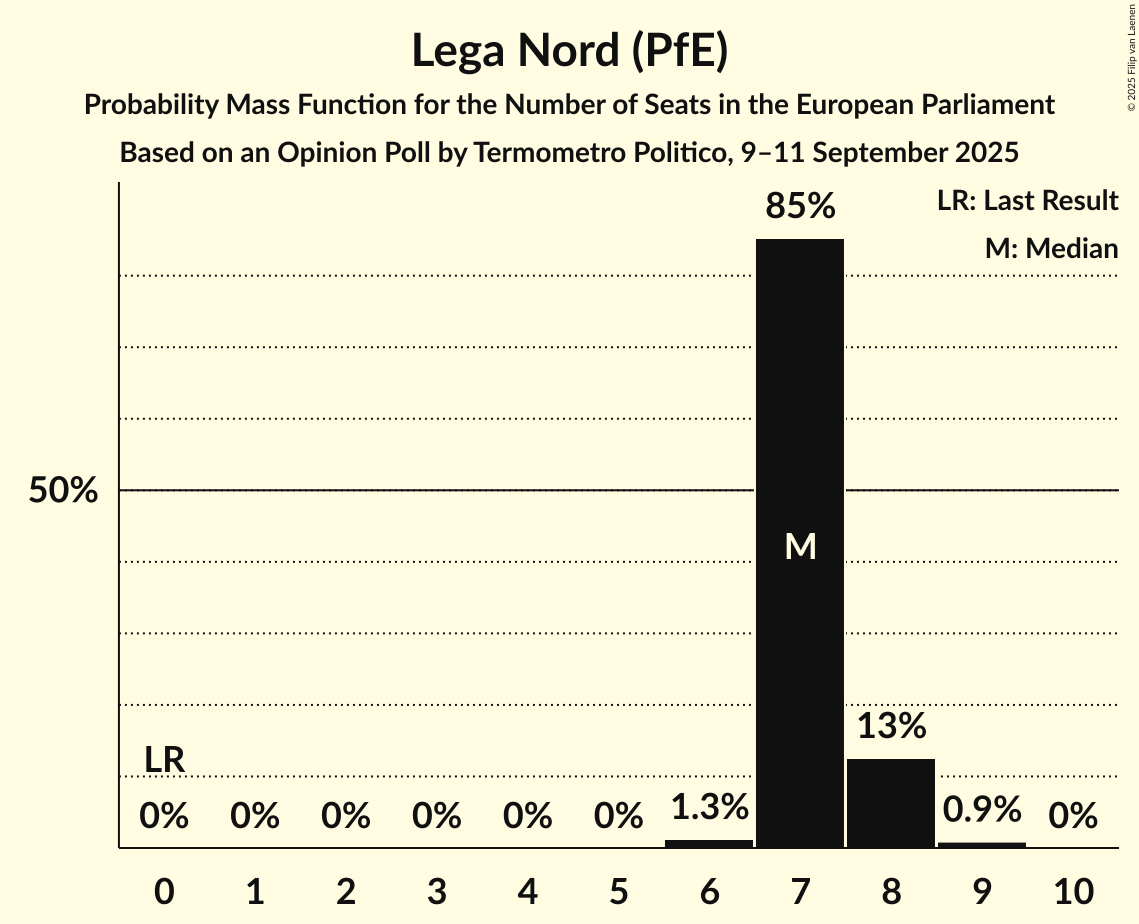 Lega Nord (PfE)
Probability Mass Function for the Number of Seats in the European Parliament
Based on an Opinion Poll by Termometro Politico, 9–11 September 2025
© 2025 Filip van Laenen
LR: Last Result
M: Median
85%
50%
M
13%
LR
0% 0% 0% 0% 0% 0% 1.3% 0.9% 0%
0 1 2 3 4 5 6 7 8 9 10